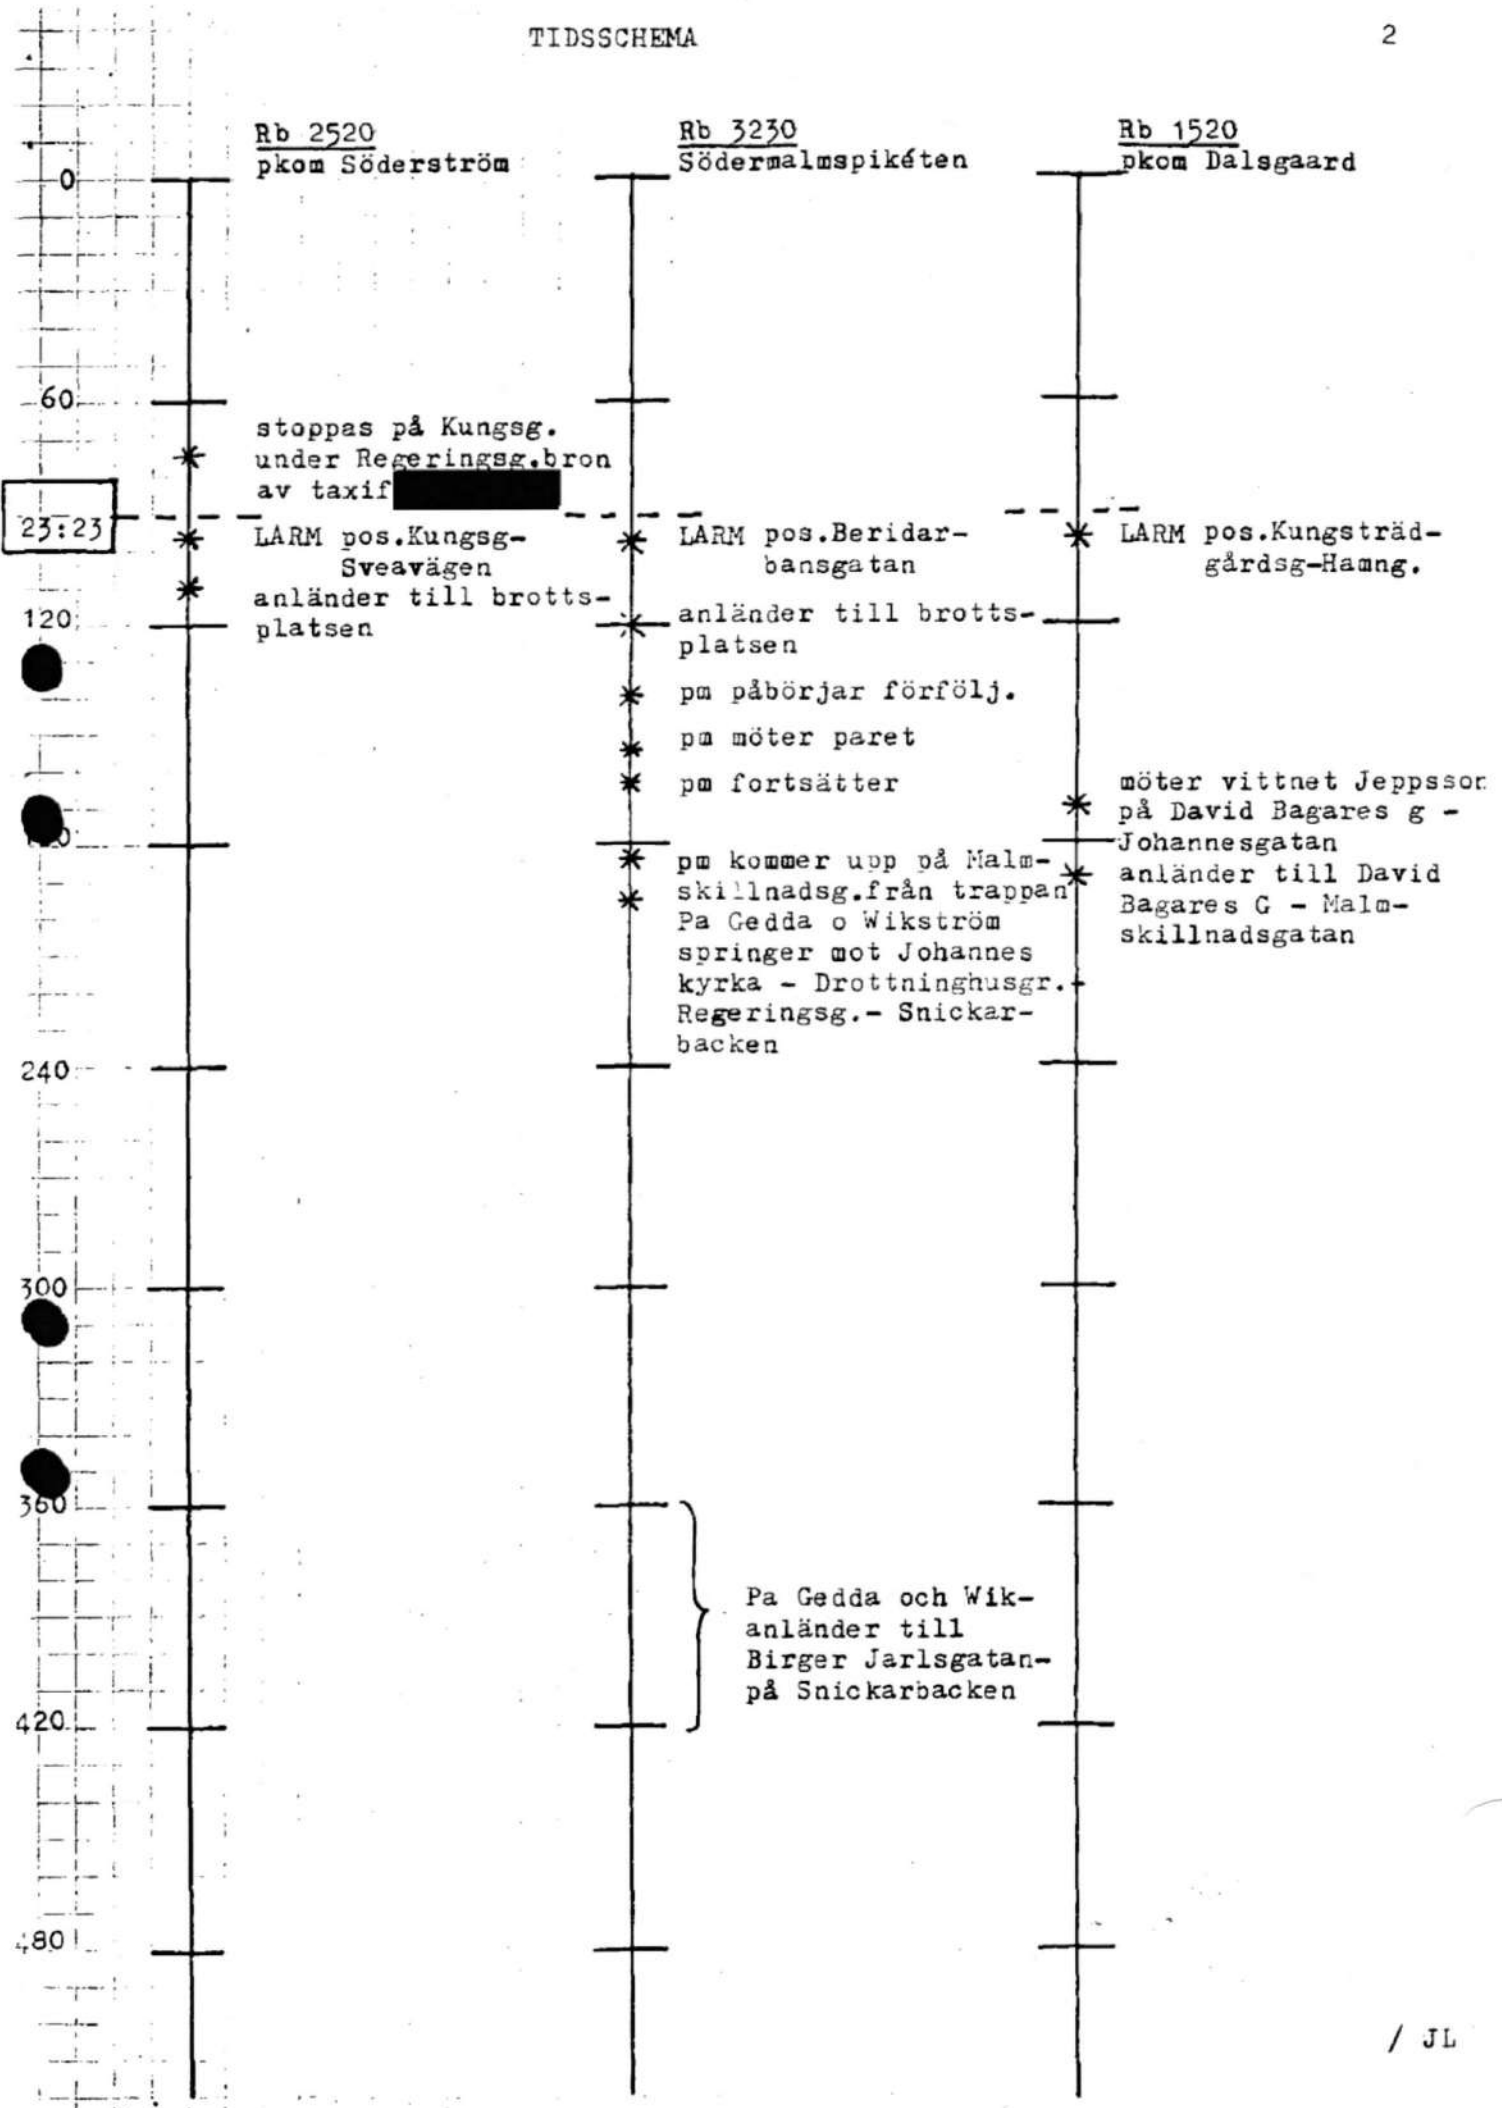 TIDSSCHEMA
2
Rb 2520
pkom Söderström
Rb 3230
Södermalmspikéten
Rb 1520
pkom Dalsgaard
0
60
stoppas på Kungsg.
under Regeringsg.bron
av taxif
23:23
LARM pos.Kungsg-
Sveavägen
anländer till brotts-
platsen
LARM pos.Beridar-
bansgatan
anländer till brotts-
platsen
pm påbörjar förfölj.
pm möter paret
pm fortsätter
pm kommer upp på Malm-
skillnadsg.från trappan
Pa Gedda o Wikström
springer mot Johannes
kyrka - Drottninghusgr.-
Regeringsg.- Snickar-
backen
LARM pos.Kungsträd-
gårdsg-Hamng.
möter vittnet Jeppsson
på David Bagares g -
Johannesgatan
anländer till David
Bagares G - Malm-
skillnadsgatan
120
240
300
360
Pa Gedda och Wik-
anländer till
Birger Jarlsgatan-
på Snickarbacken
420
480
/ JL